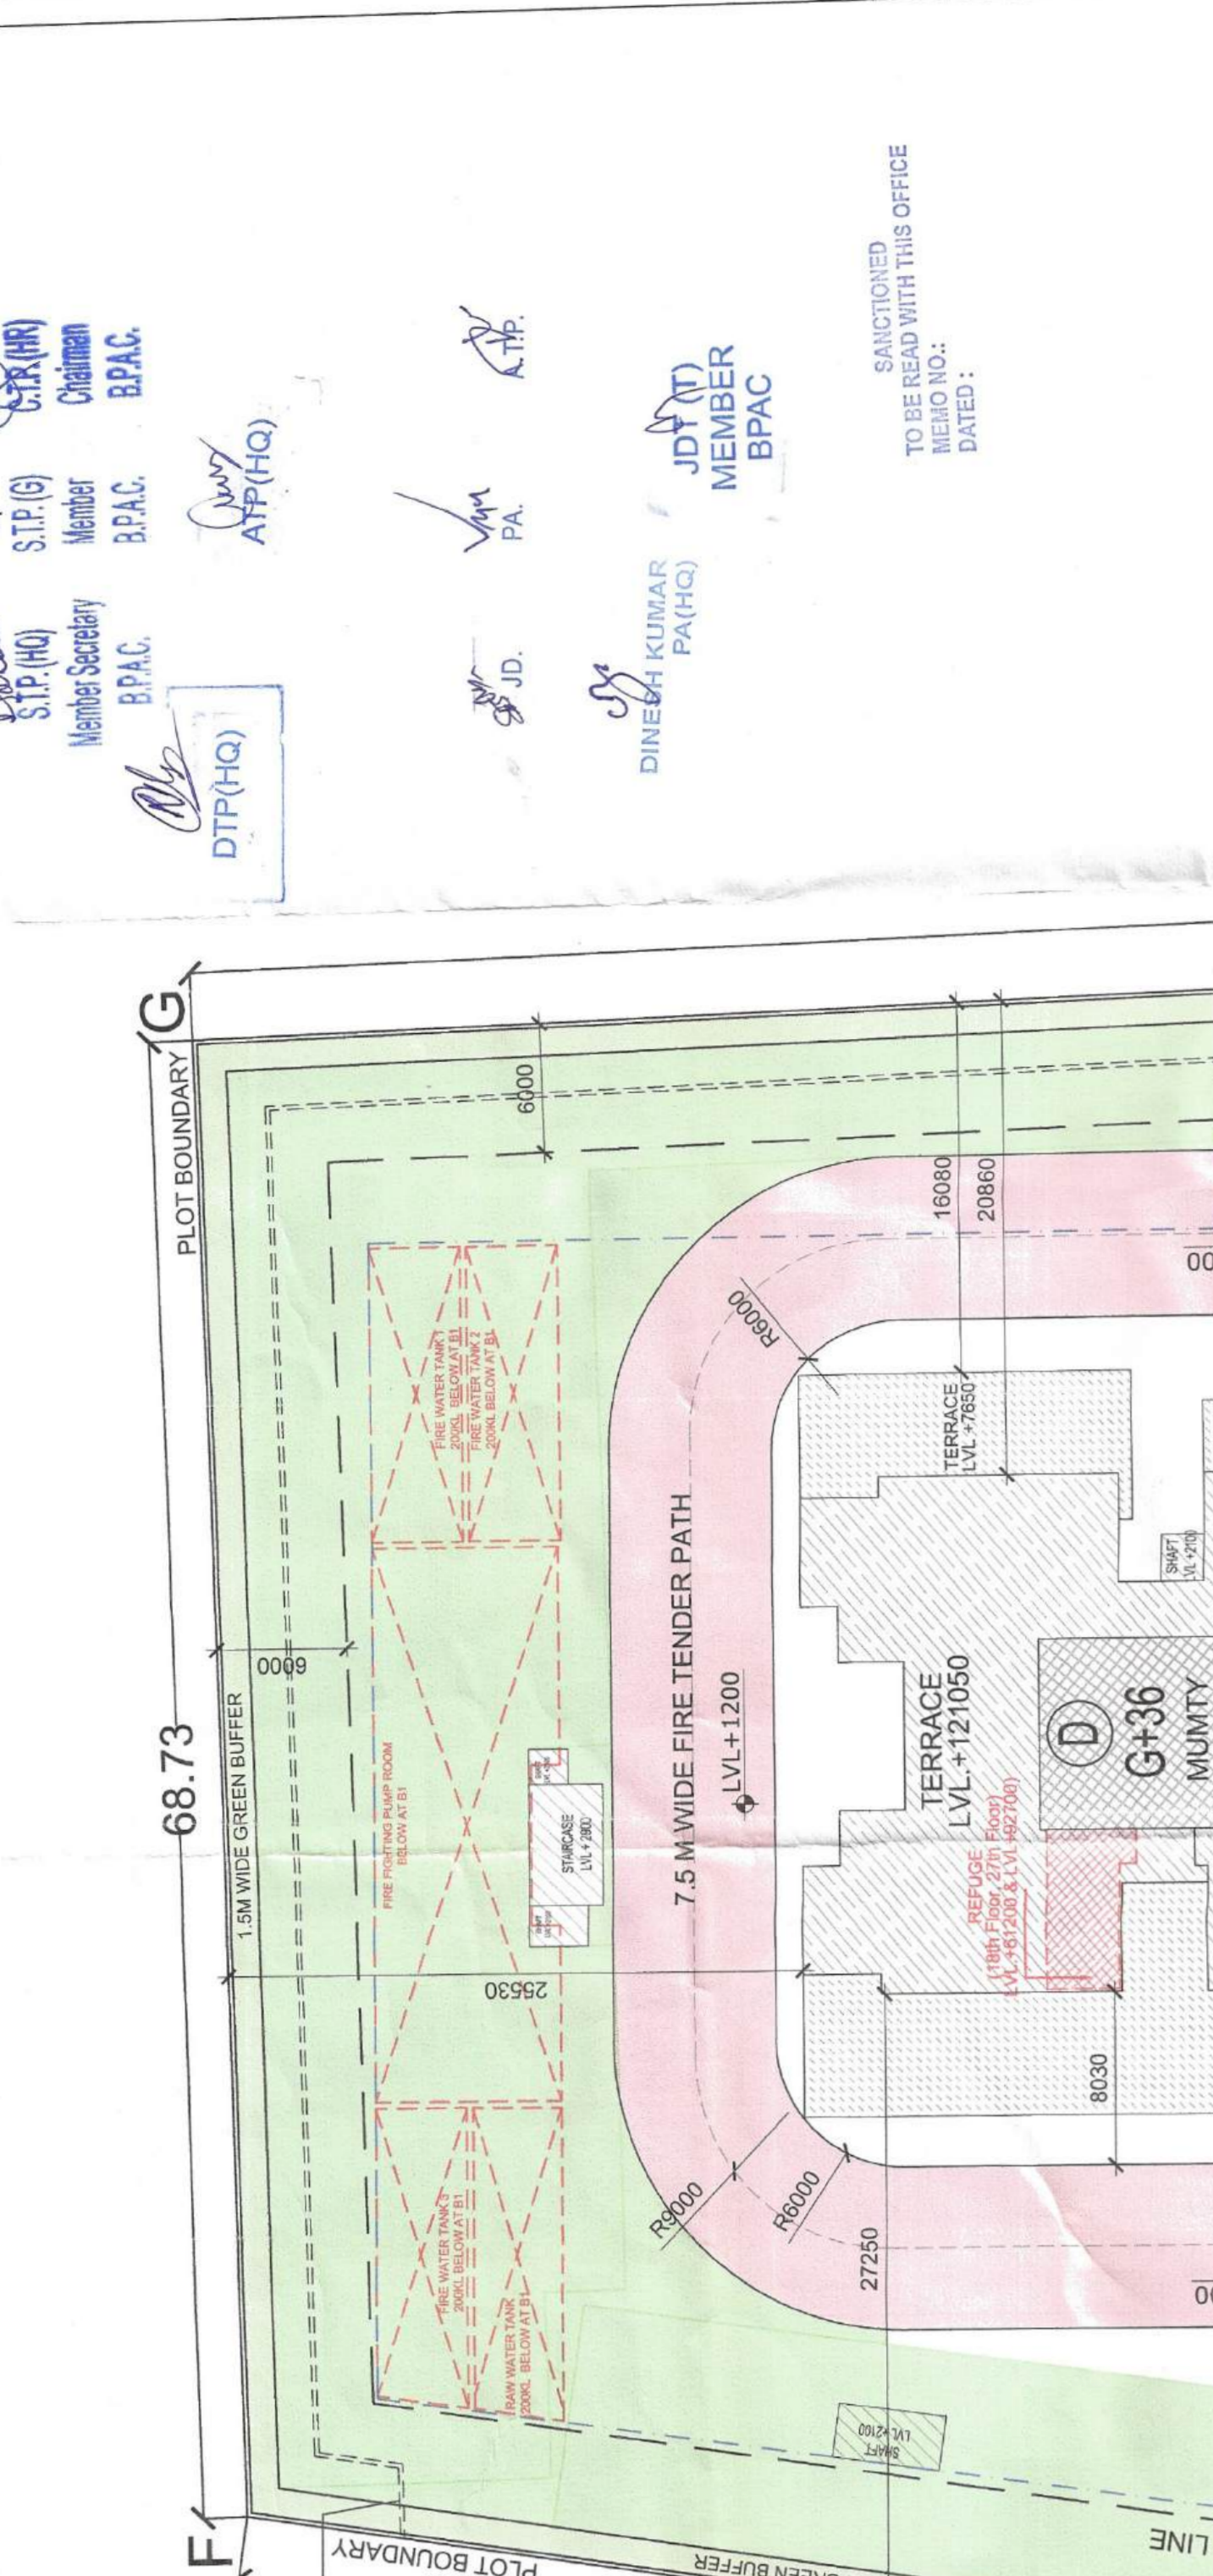 S.T.P.(HQ)
Member Secretary
B.P.A.C.
S.T.P.(G)
Member
B.P.A.C.
Chairman
B.P.A.C.
DTP(HQ)
ATP(HQ)
JD.
PA.
A.T.P.
DINESH KUMAR
PA(HQ)
JDT (T)
MEMBER
BPAC
SANCTIONED
TO BE READ WITH THIS OFFICE
MEMO NO.:
DATED :
F
68.73
G
PLOT BOUNDARY
1.5M WIDE GREEN BUFFER
6000
6000
FIRE WATER TANK 1
200KL BELOW AT B1
FIRE WATER TANK 2
200KL BELOW AT B1
FIRE FIGHTING PUMP ROOM
BELOW AT B1
FIRE WATER TANK 3
200KL BELOW AT B1
RAW WATER TANK
200KL BELOW AT B1
STAIRCASE
25530
7.5 M WIDE FIRE TENDER PATH
LVL+1200
R6000
R9000
R6000
16080
20860
27250
8030
TERRACE
LVL +7650
TERRACE
LVL.+121050
REFUGE
(18th Floor, 27th Floor)
LVL +61200 & LVL +92700)
D
G+36
MUMTY
SHAFT
SHAFT
LVL+2100
00
PLOT BOUNDARY
BUFFER
LINE